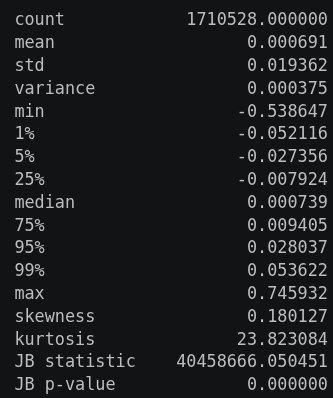 count 1710528.000000
mean 0.000691
std 0.019362
variance 0.000375
min -0.538647
1% -0.052116
5% -0.027356
25% -0.007924
median 0.000739
75% 0.009405
95% 0.028037
99% 0.053622
max 0.745932
skewness 0.180127
kurtosis 23.823084
JB statistic 40458666.050451
JB p-value 0.000000